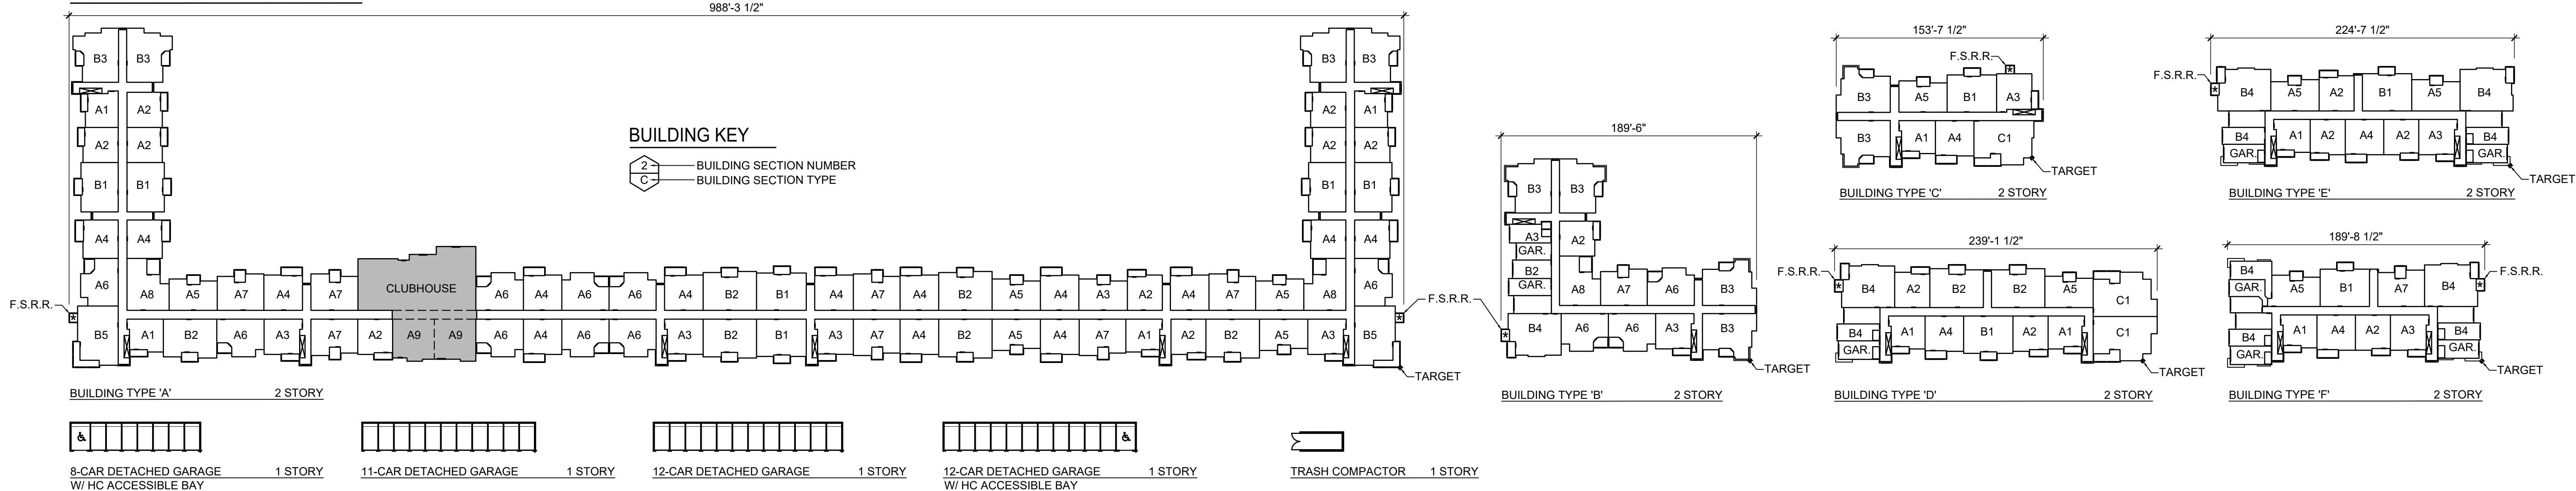 988'-3 1/2"
B3 B3
A1 A2
A2 A2
B1 B1
A4 A4
A6
A8 A5 A7 A4 A7
CLUBHOUSE
A6 A4 A6 A6 A4 B2 B1 A4 A7 A4 B2 A5 A4 A3 A2 A4 A7 A5 A8
B3 B3
A2 A1
A2 A2
B1 B1
A4 A4
A6
F.S.R.R.
*
B5 A1 B2 A6 A3 A7 A2 A9 A9 A6 A4 A6 A6 A3 B2 B1 A3 A7 A4 B2 A5 A4 A1 A2 B2 A5 A3 B5
*
F.S.R.R.
TARGET
BUILDING TYPE 'A' 2 STORY
BUILDING KEY
2 BUILDING SECTION NUMBER
C BUILDING SECTION TYPE
189'-6"
B3 B3
A3 A2
GAR.
B2
GAR.
A8 A7 A6 B3
*
B4 A6 A6 A3 B3
TARGET
BUILDING TYPE 'B' 2 STORY
153'-7 1/2"
F.S.R.R.
*
B3 A5 B1 A3
B3 A1 A4 C1
TARGET
BUILDING TYPE 'C' 2 STORY
239'-1 1/2"
F.S.R.R.
*
B4 A2 B2 B2 A5 C1
B4 A1 A4 B1 A2 A1 C1
GAR.
TARGET
BUILDING TYPE 'D' 2 STORY
224'-7 1/2"
F.S.R.R.
*
B4 A5 A2 B1 A5 B4
B4 A1 A2 A4 A2 A3 B4
GAR. GAR.
TARGET
BUILDING TYPE 'E' 2 STORY
189'-8 1/2"
F.S.R.R.
*
B4 A5 B1 A7 B4
GAR.
B4 A1 A4 A2 A3 B4
GAR. GAR.
TARGET
BUILDING TYPE 'F' 2 STORY
8-CAR DETACHED GARAGE 1 STORY
W/ HC ACCESSIBLE BAY
11-CAR DETACHED GARAGE 1 STORY
12-CAR DETACHED GARAGE 1 STORY
12-CAR DETACHED GARAGE 1 STORY
W/ HC ACCESSIBLE BAY
TRASH COMPACTOR 1 STORY